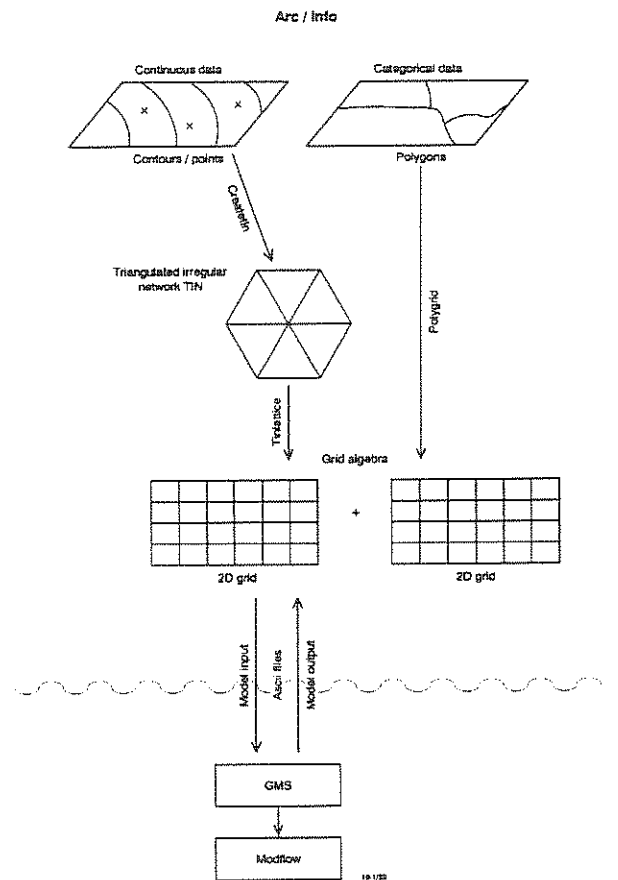 Arc / Info
Continuous data
Categorical data
Contours / points
Polygons
Createtin
Triangulated irregular
network TIN
Polygrid
Tinlattice
Grid algebra
+
2D grid
2D grid
Model input
Ascii files
Model output
GMS
Modflow